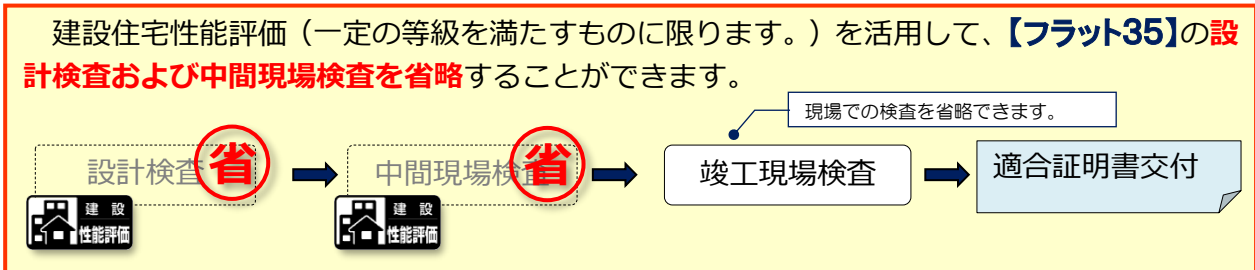 建設住宅性能評価（一定の等級を満たすものに限ります。）を活用して、【フラット35】の設
計検査および中間現場検査を省略することができます。
現場での検査を省略できます。
設計検査 省 中間現場検査 省 竣工現場検査 適合証明書交付
建設 建設
性能評価 性能評価